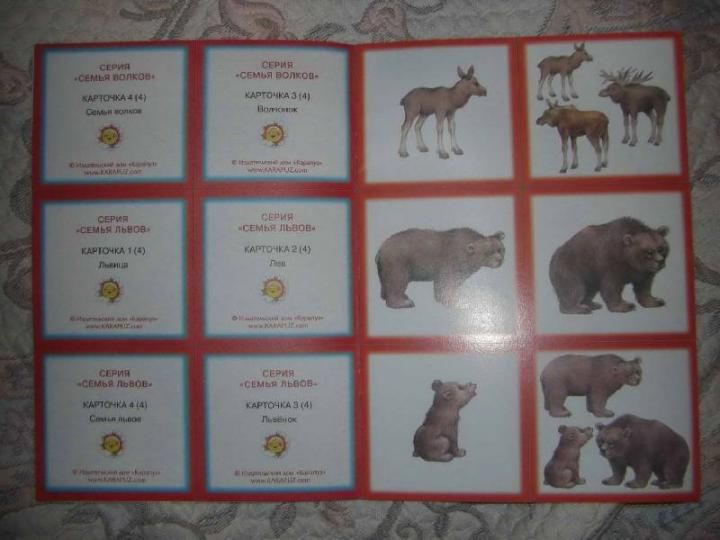 СЕРИЯ
«СЕМЬЯ ВОЛКОВ»
КАРТОЧКА 4 (4)
Семья волков
© Издательский дом «Карапуз»
www.KARAPUZ.com
СЕРИЯ
«СЕМЬЯ ВОЛКОВ»
КАРТОЧКА 3 (4)
Волчонок
© Издательский дом «Карапуз»
www.KARAPUZ.com
СЕРИЯ
«СЕМЬЯ ЛЬВОВ»
КАРТОЧКА 1 (4)
Львица
© Издательский дом «Карапуз»
www.KARAPUZ.com
СЕРИЯ
«СЕМЬЯ ЛЬВОВ»
КАРТОЧКА 2 (4)
Лев
© Издательский дом «Карапуз»
www.KARAPUZ.com
СЕРИЯ
«СЕМЬЯ ЛЬВОВ»
КАРТОЧКА 4 (4)
Семья львов
© Издательский дом «Карапуз»
www.KARAPUZ.com
СЕРИЯ
«СЕМЬЯ ЛЬВОВ»
КАРТОЧКА 3 (4)
Львёнок
© Издательский дом «Карапуз»
www.KARAPUZ.com